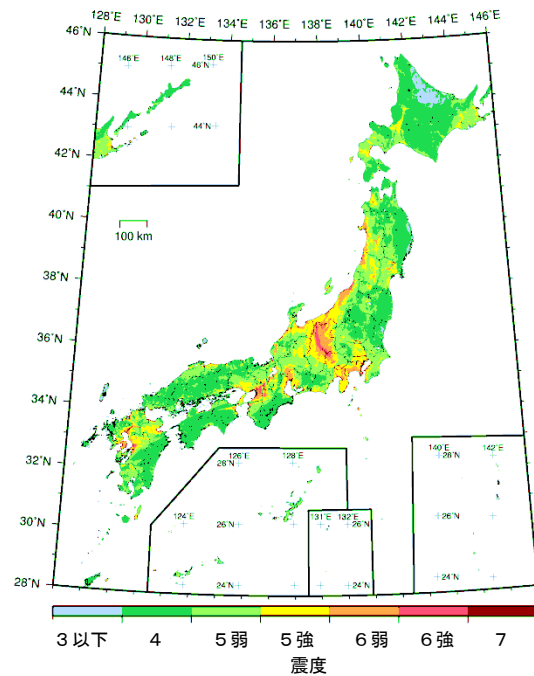 128°E 130°E 132°E 134°E 136°E 138°E 140°E 142°E 144°E 146°E
46°N
146°E 148°E 150°E
46°N
44°N
44°N
42°N
40°N
100 km
38°N
36°N
34°N
32°N
126°E 128°E
28°N
140°E 142°E
28°N
30°N
124°E
26°N
131°E 132°E
26°N
26°N
28°N
24°N
24°N
24°N
3以下 4 5弱 5強 6弱 6強 7
震度